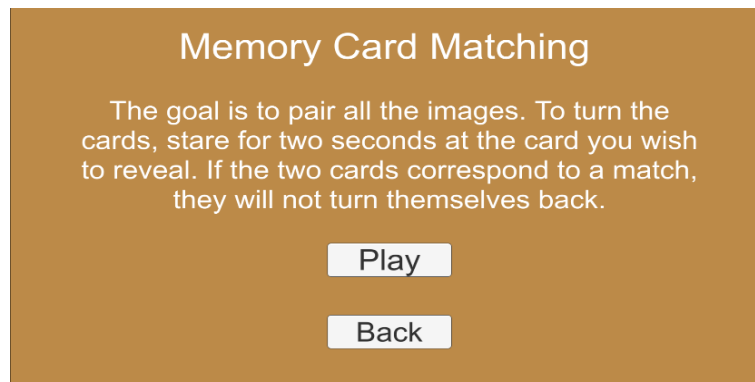 Memory Card Matching
The goal is to pair all the images. To turn the
cards, stare for two seconds at the card you wish
to reveal. If the two cards correspond to a match,
they will not turn themselves back.
Play
Back